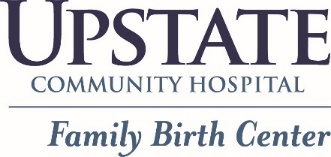 UPSTATE
COMMUNITY HOSPITAL
Family Birth Center